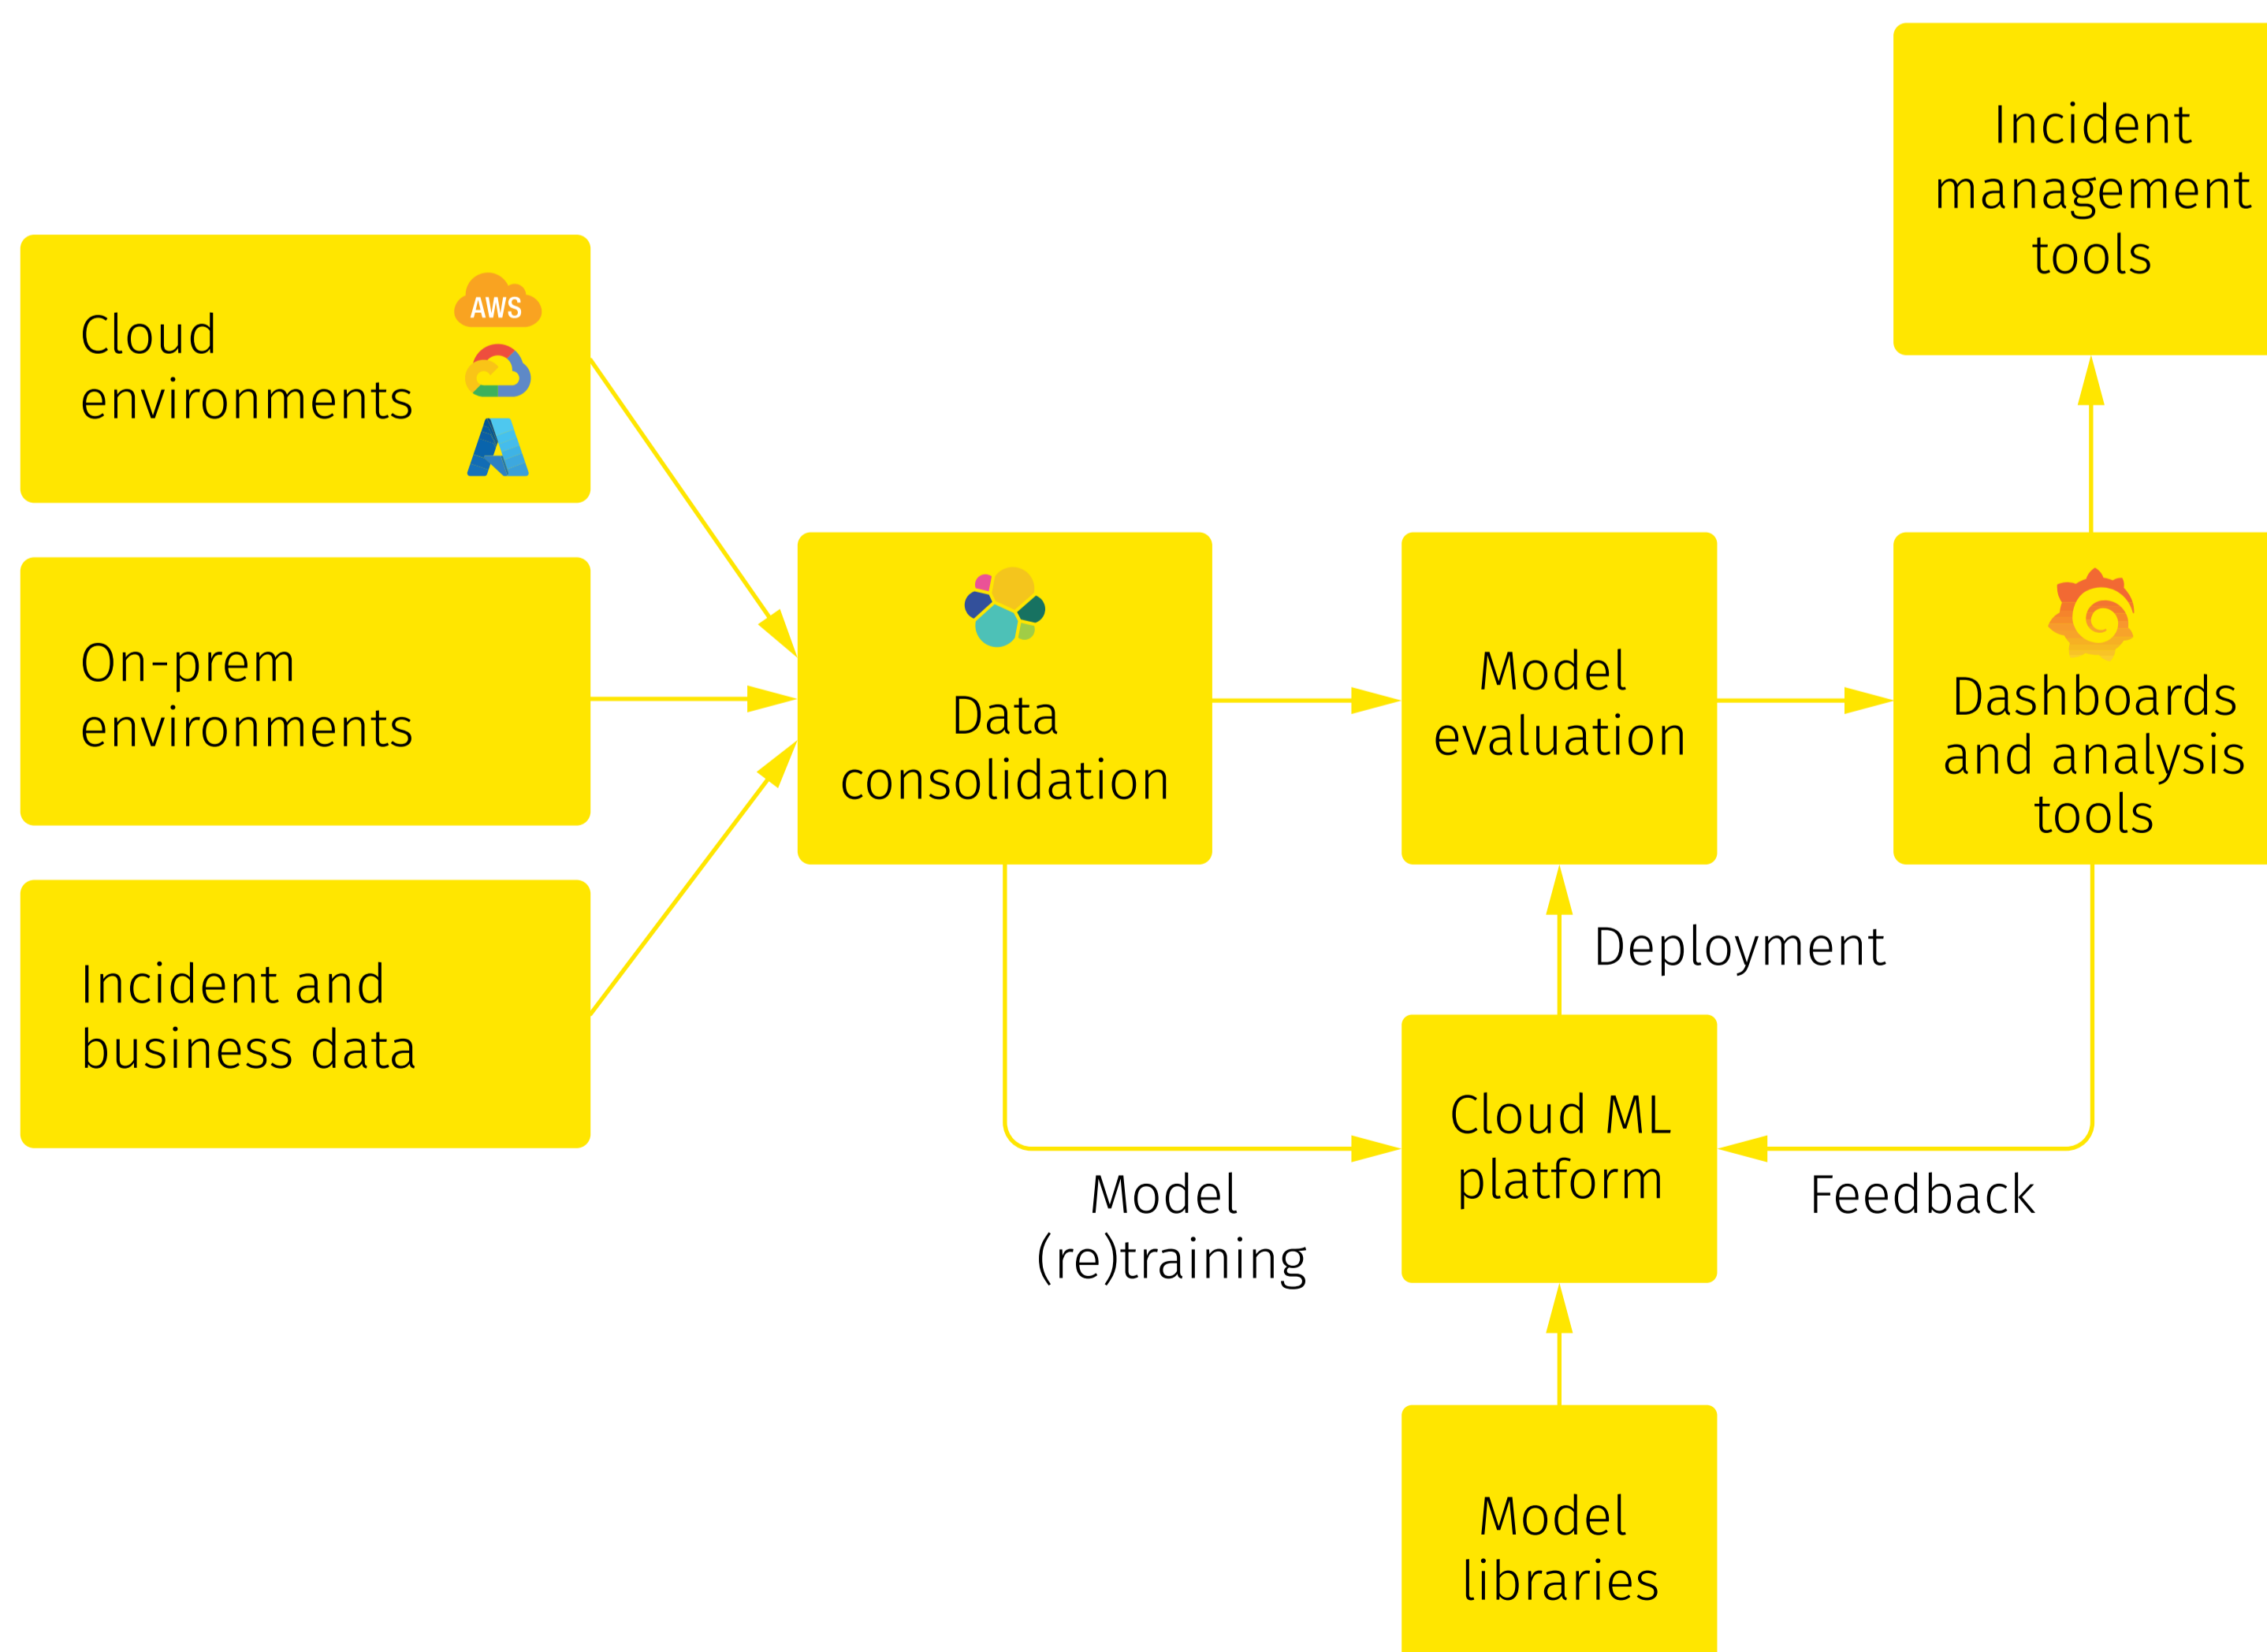 Cloud
environments
AWS
On-prem
environments
Incident and
business data
Data
consolidation
Model
evaluation
Incident
management
tools
Dashboards
and analysis
tools
Deployment
Cloud ML
platform
Model
(re)training
Feedback
Model
libraries